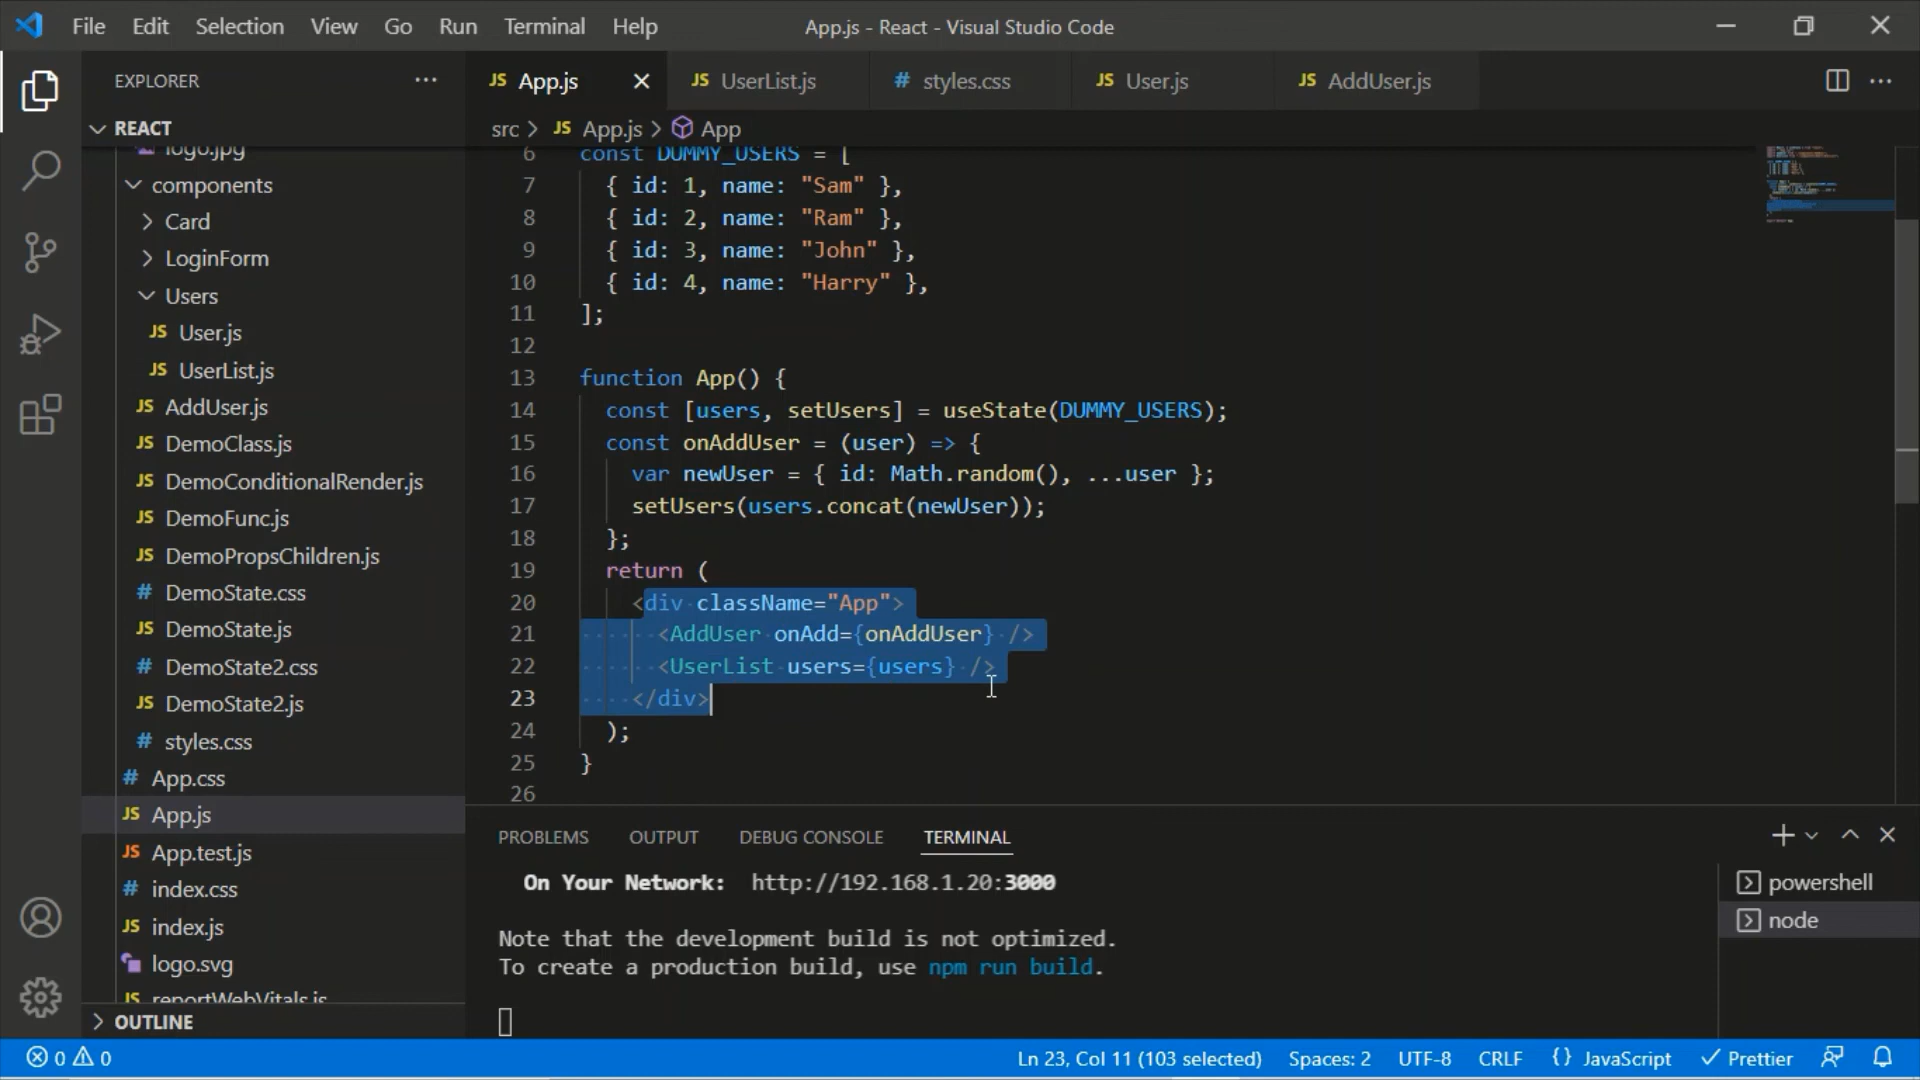 File Edit Selection View Go Run Terminal Help
App.js - React - Visual Studio Code
EXPLORER
REACT
logo.jpg
components
Card
LoginForm
Users
JS User.js
JS UserList.js
JS AddUser.js
JS DemoClass.js
JS DemoConditionalRender.js
JS DemoFunc.js
JS DemoPropsChildren.js
# DemoState.css
JS DemoState.js
# DemoState2.css
JS DemoState2.js
# styles.css
# App.css
JS App.js
JS App.test.js
# index.css
JS index.js
logo.svg
JS reportWebVitals.js
OUTLINE
JS App.js JS UserList.js # styles.css JS User.js JS AddUser.js
src > JS App.js > App
6 const DUMMY_USERS = [
7 { id: 1, name: "Sam" },
8 { id: 2, name: "Ram" },
9 { id: 3, name: "John" },
10 { id: 4, name: "Harry" },
11 ];
12
13 function App() {
14 const [users, setUsers] = useState(DUMMY_USERS);
15 const onAddUser = (user) => {
16 var newUser = { id: Math.random(), ...user };
17 setUsers(users.concat(newUser));
18 };
19 return (
20 <div className="App">
21 <AddUser onAdd={onAddUser} />
22 <UserList users={users} />
23 </div>
24 );
25 }
26
PROBLEMS OUTPUT DEBUG CONSOLE TERMINAL
On Your Network: http://192.168.1.20:3000
Note that the development build is not optimized.
To create a production build, use npm run build.
powershell
node
0 0
Ln 23, Col 11 (103 selected) Spaces: 2 UTF-8 CRLF {} JavaScript Prettier